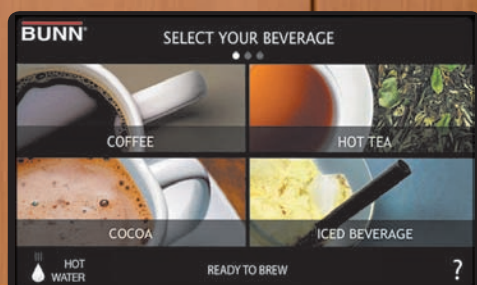 BUNN®
SELECT YOUR BEVERAGE
COFFEE
HOT TEA
COCOA
ICED BEVERAGE
HOT
WATER
READY TO BREW
?